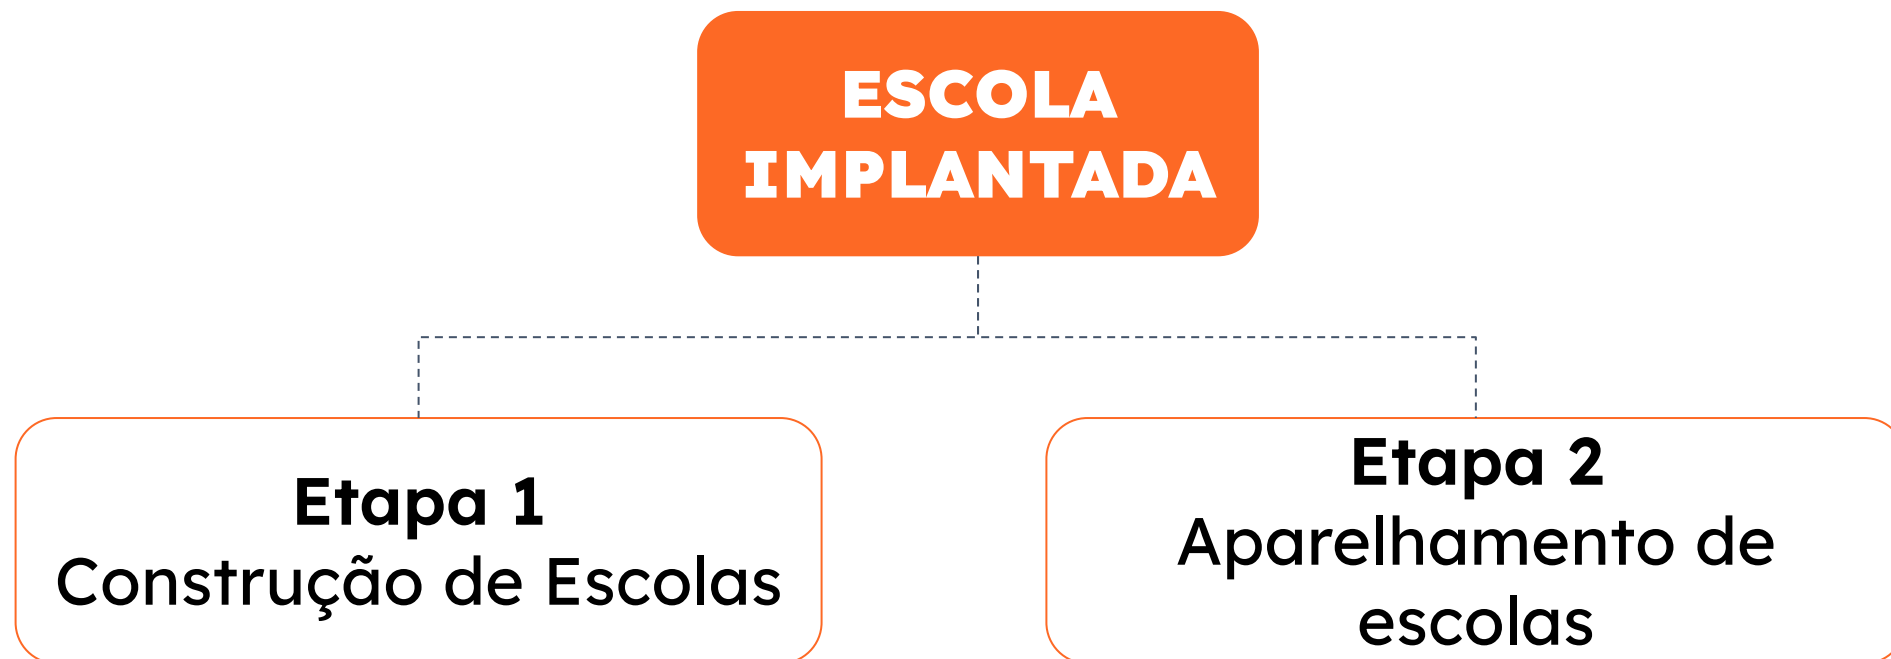 ESCOLA
IMPLANTADA
Etapa 1
Construção de Escolas
Etapa 2
Aparelhamento de
escolas